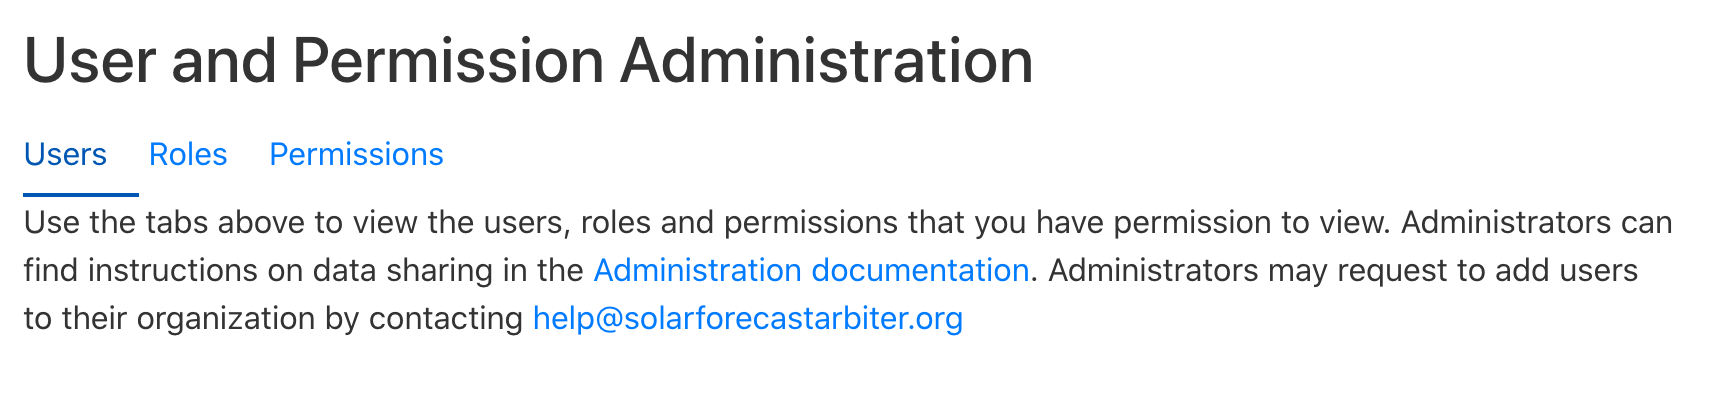 User and Permission Administration
Users Roles Permissions
Use the tabs above to view the users, roles and permissions that you have permission to view. Administrators can
find instructions on data sharing in the Administration documentation. Administrators may request to add users
to their organization by contacting help@solarforecastarbiter.org